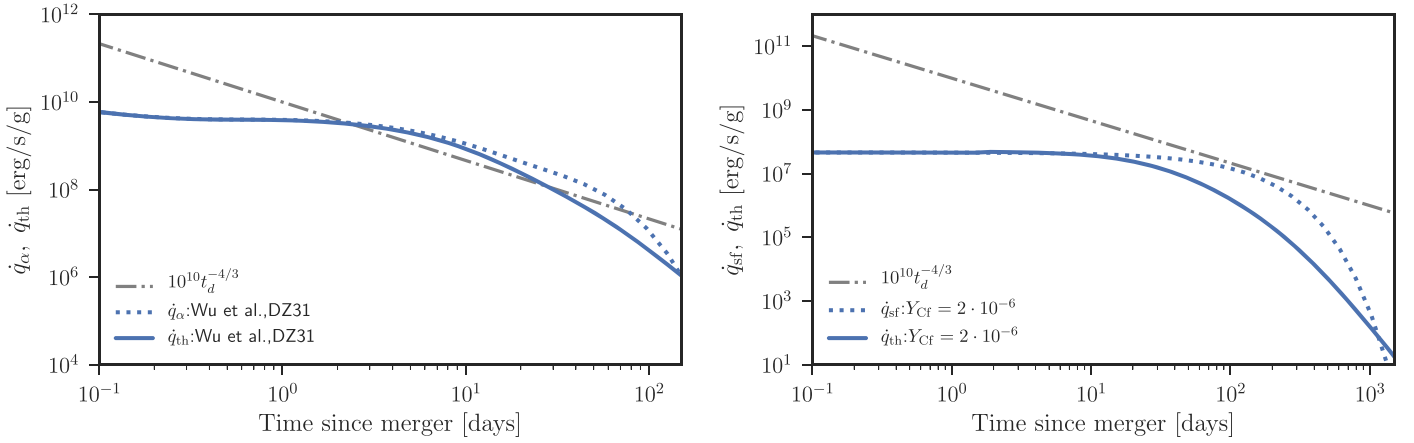 10^12
10^10
10^8
10^6
10^4
q̇_α, q̇_th [erg/s/g]
10^10 t_d^−4/3
q̇_α:Wu et al.,DZ31
q̇_th:Wu et al.,DZ31
10^−1 10^0 10^1 10^2
Time since merger [days]
10^11
10^9
10^7
10^5
10^3
10^1
q̇_sf, q̇_th [erg/s/g]
10^10 t_d^−4/3
q̇_sf:Y_Cf = 2 · 10^−6
q̇_th:Y_Cf = 2 · 10^−6
10^−1 10^0 10^1 10^2 10^3
Time since merger [days]